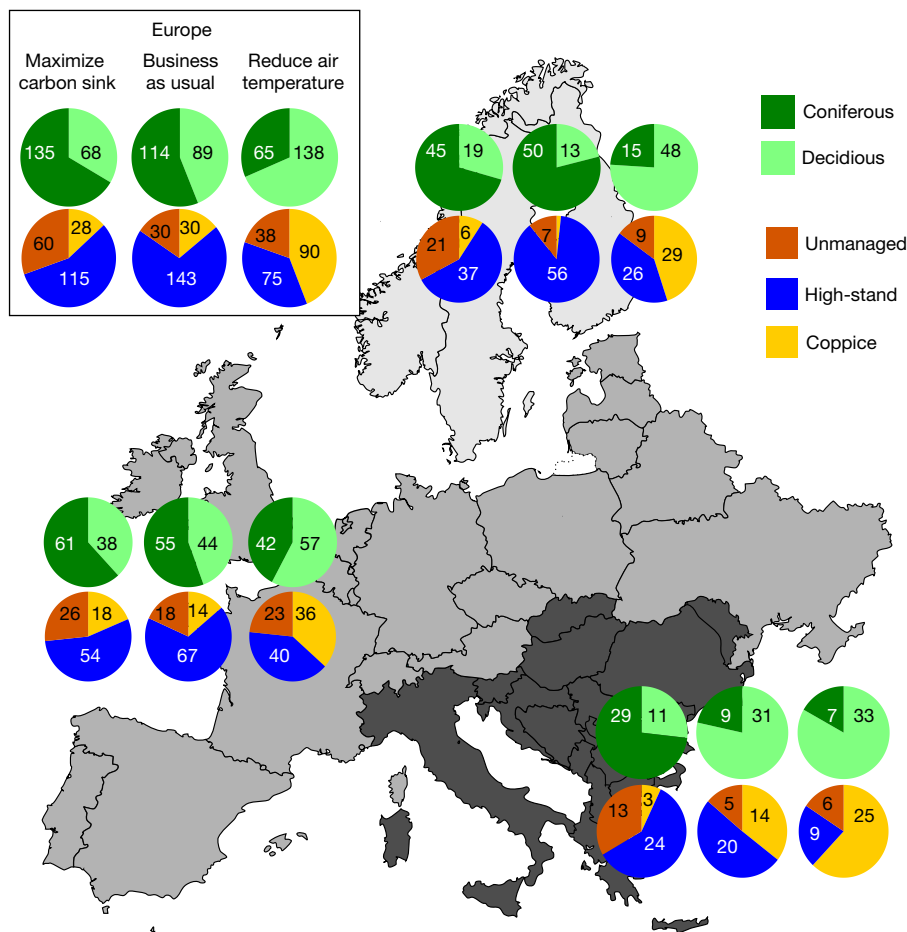 Europe
Maximize carbon sink
Business as usual
Reduce air temperature
135 68
114 89
65 138
60 28 115
30 30 143
38 90 75
45 19
50 13
15 48
21 6 37
7 56
9 29 26
Coniferous
Decidious
Unmanaged
High-stand
Coppice
61 38
55 44
42 57
26 18 54
18 14 67
23 36 40
29 11
9 31
7 33
13 3 24
5 14 20
6 25 9